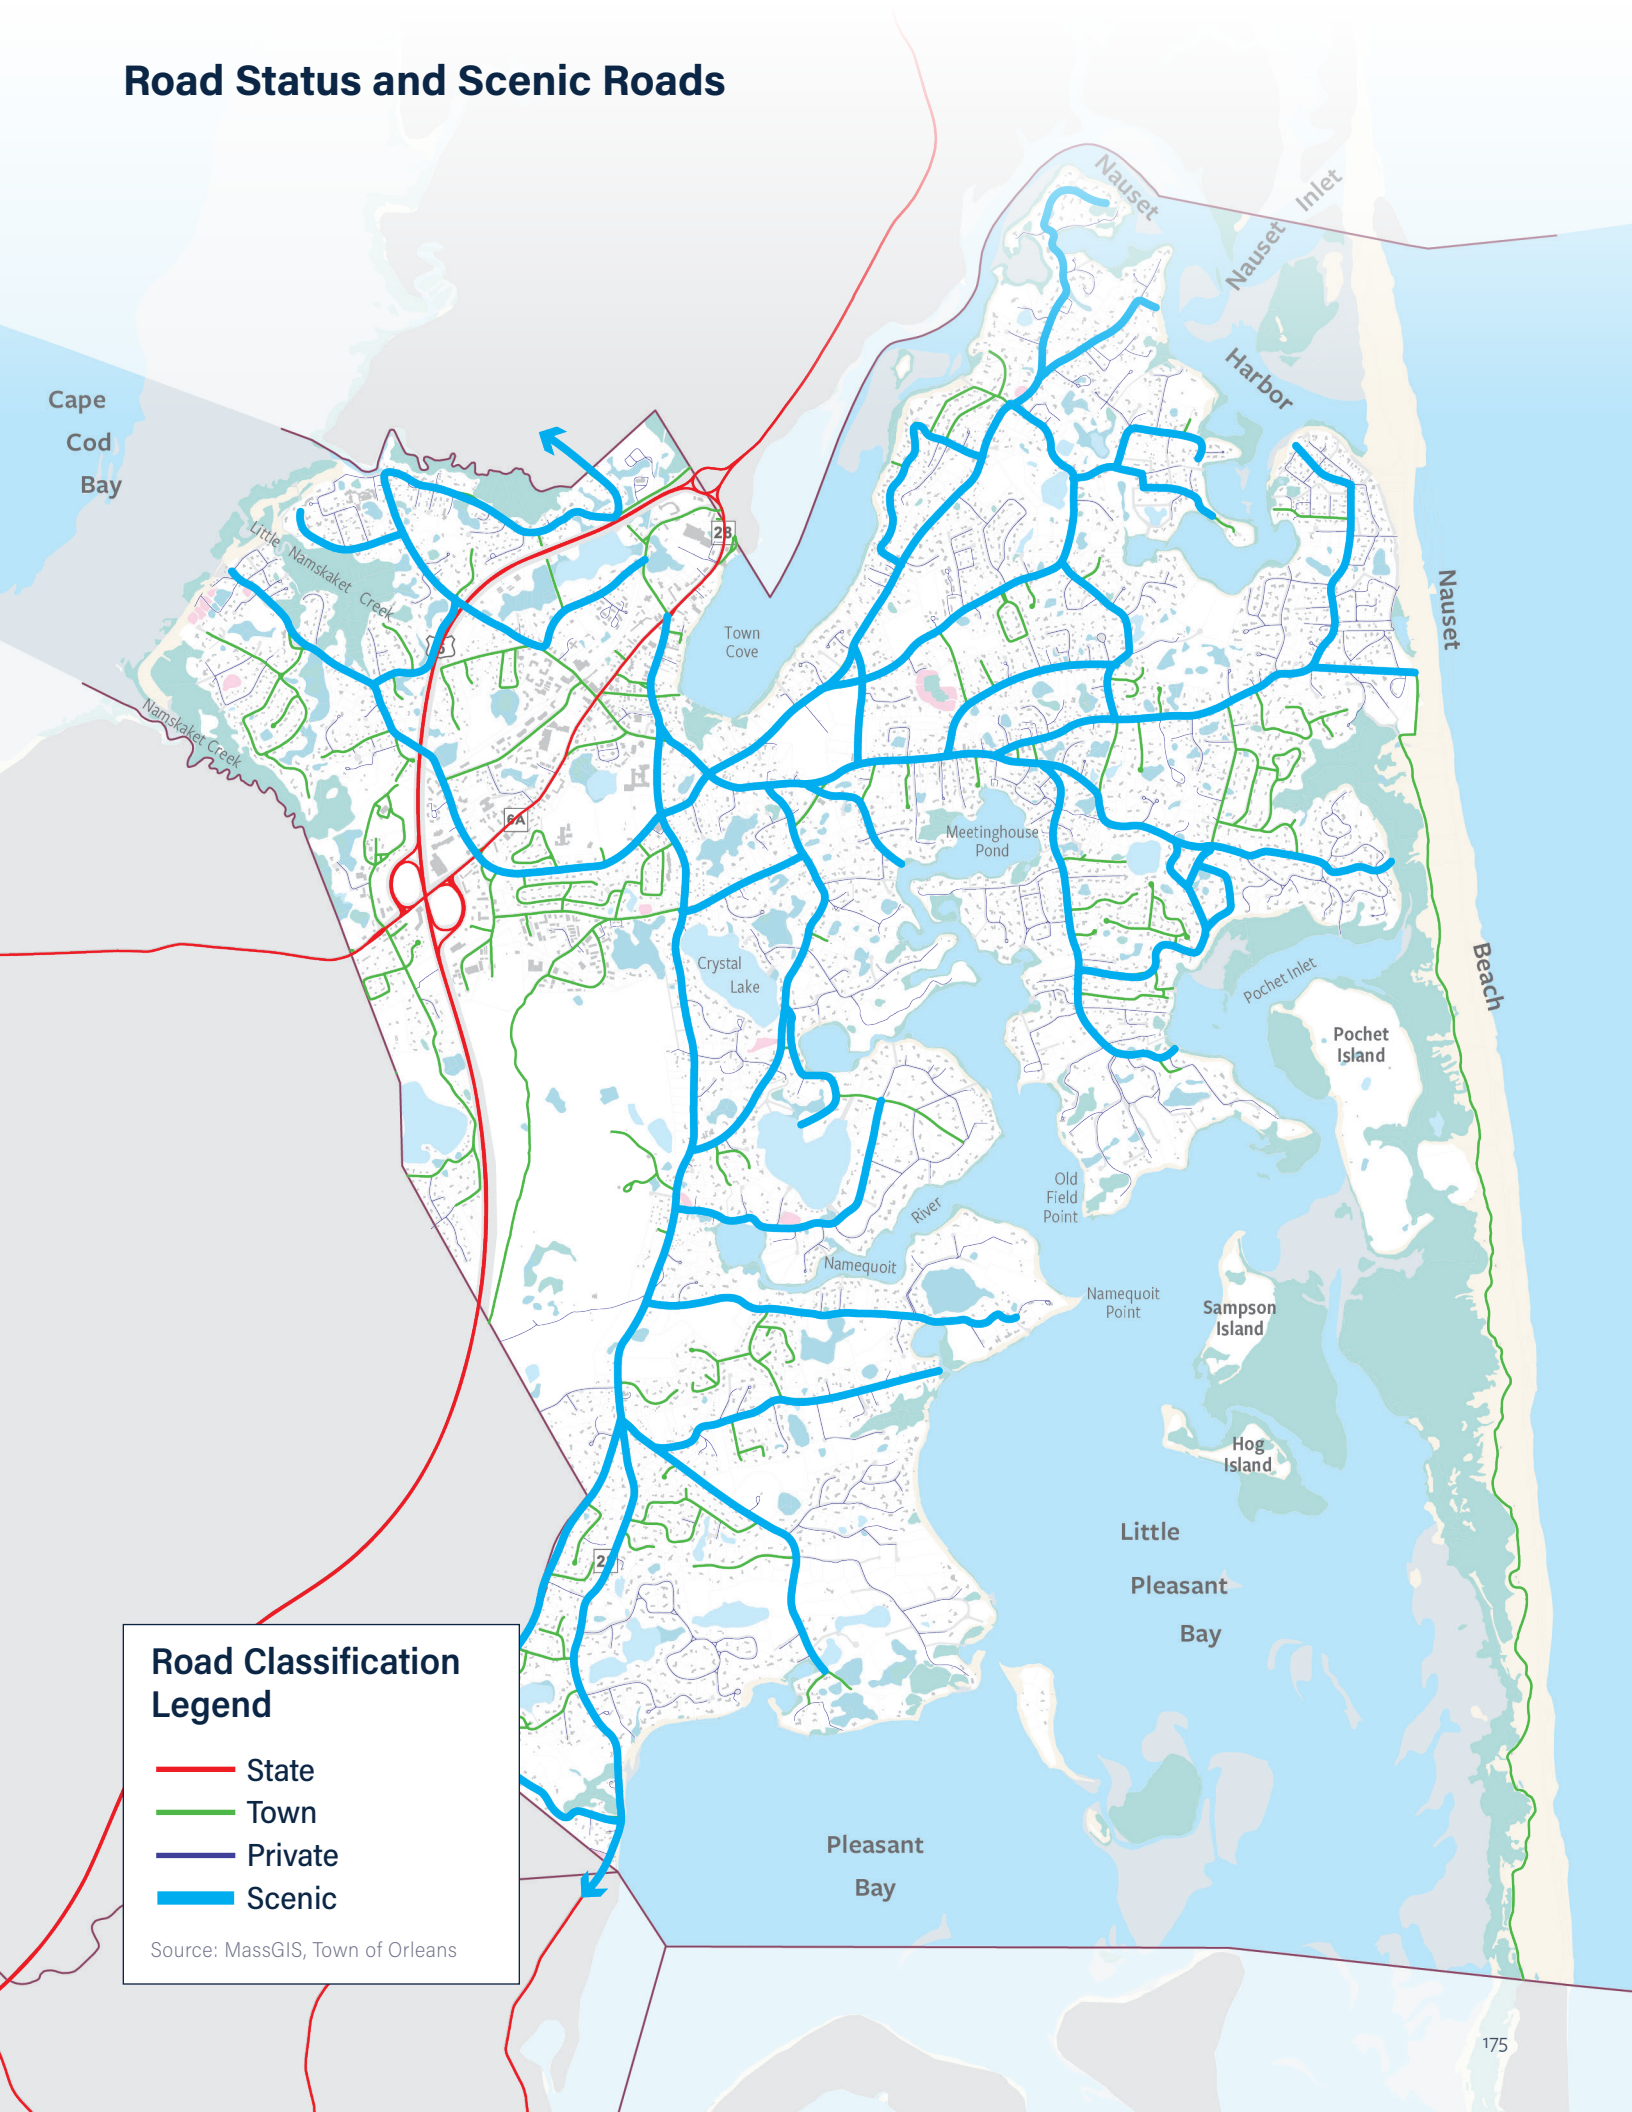 Road Status and Scenic Roads
Nauset
Nauset Inlet
Harbor
Cape
Cod
Bay
Little Namskaket Creek
28
Nauset
Town
Cove
Namskaket Creek
6A
Meetinghouse
Pond
Crystal
Lake
Beach
Pochet Inlet
Pochet
Island
Old
Field
Point
River
Namequoit
Namequoit
Point
Sampson
Island
Hog
Island
Little
Pleasant
Bay
Road Classification
Legend
State
Town
Private
Scenic
Source: MassGIS, Town of Orleans
Pleasant
Bay
175